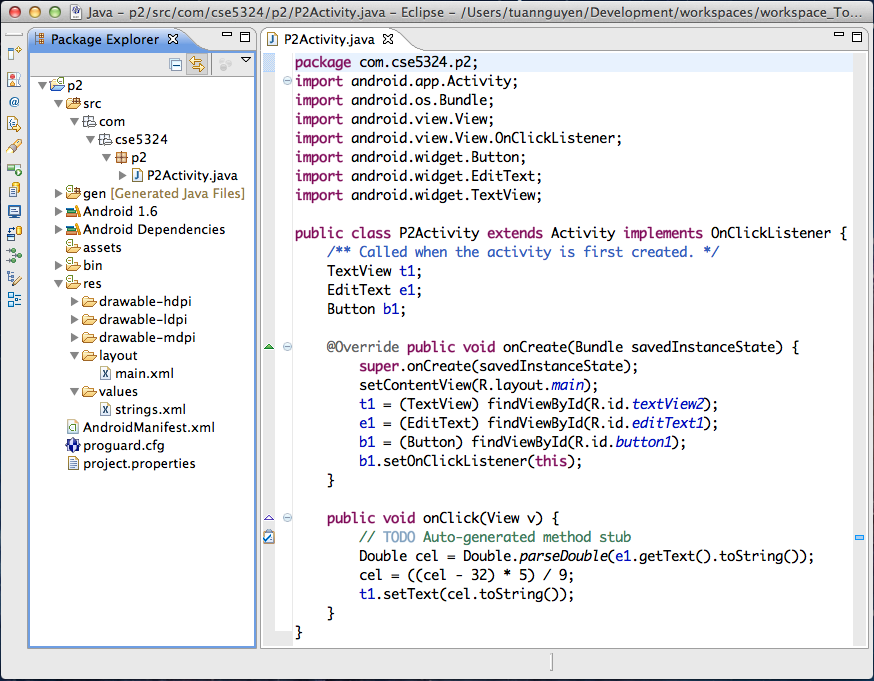 Java – p2/src/com/cse5324/p2/P2Activity.java – Eclipse – /Users/tuannguyen/Development/workspaces/workspace_To...
Package Explorer
p2
src
com
cse5324
p2
P2Activity.java
gen [Generated Java Files]
Android 1.6
Android Dependencies
assets
bin
res
drawable-hdpi
drawable-ldpi
drawable-mdpi
layout
main.xml
values
strings.xml
AndroidManifest.xml
proguard.cfg
project.properties
P2Activity.java
package com.cse5324.p2;
import android.app.Activity;
import android.os.Bundle;
import android.view.View;
import android.view.View.OnClickListener;
import android.widget.Button;
import android.widget.EditText;
import android.widget.TextView;
public class P2Activity extends Activity implements OnClickListener {
/** Called when the activity is first created. */
TextView t1;
EditText e1;
Button b1;
@Override public void onCreate(Bundle savedInstanceState) {
super.onCreate(savedInstanceState);
setContentView(R.layout.main);
t1 = (TextView) findViewById(R.id.textView2);
e1 = (EditText) findViewById(R.id.editText1);
b1 = (Button) findViewById(R.id.button1);
b1.setOnClickListener(this);
}
public void onClick(View v) {
// TODO Auto-generated method stub
Double cel = Double.parseDouble(e1.getText().toString());
cel = ((cel - 32) * 5) / 9;
t1.setText(cel.toString());
}
}